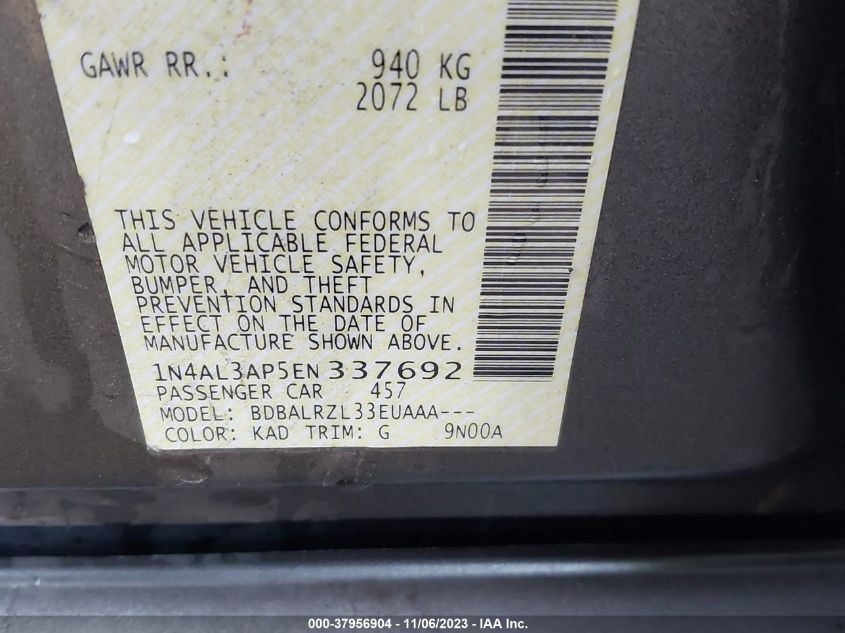 GAWR RR.: 940 KG
2072 LB
THIS VEHICLE CONFORMS TO
ALL APPLICABLE FEDERAL
MOTOR VEHICLE SAFETY,
BUMPER, AND THEFT
PREVENTION STANDARDS IN
EFFECT ON THE DATE OF
MANUFACTURE SHOWN ABOVE.
1N4AL3AP5EN337692
PASSENGER CAR 457
MODEL: BDBALRZL33EUAAA---
COLOR: KAD TRIM: G 9N00A
000-37956904 - 11/06/2023 - IAA Inc.